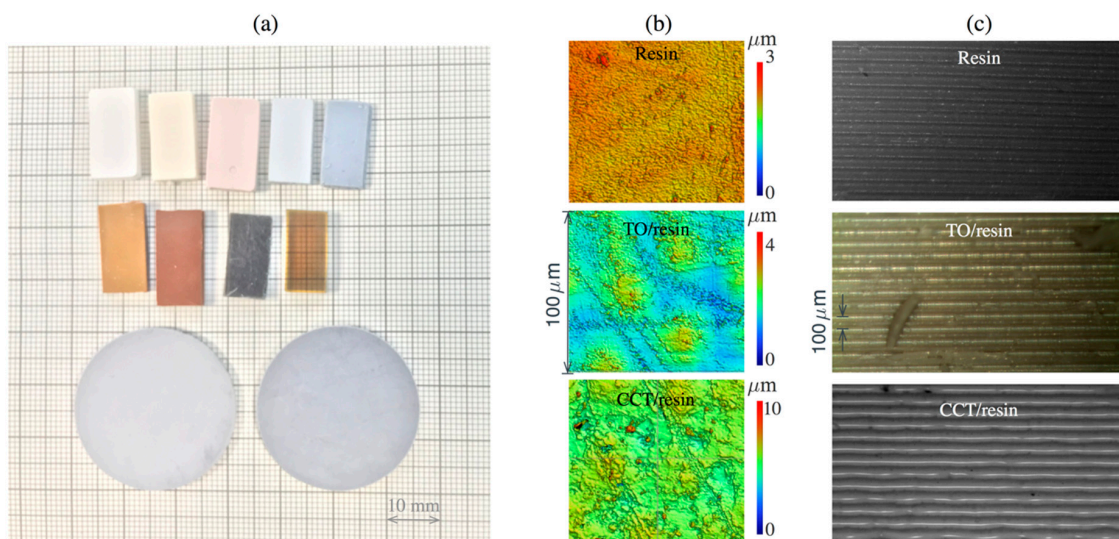 (a)
(b)
(c)
10 mm
μm
Resin
3
0
μm
TO/resin
4
0
100 μm
μm
CCT/resin
10
0
Resin
TO/resin
100 μm
CCT/resin